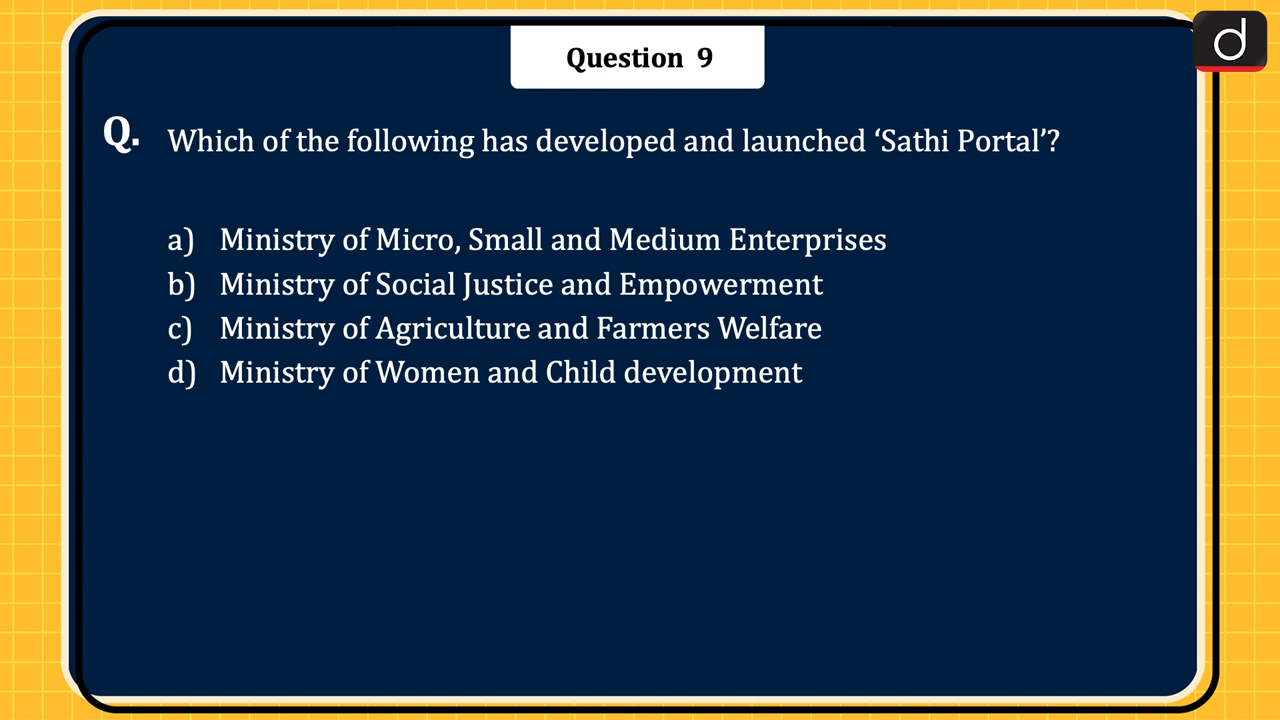 Question 9
d
Q. Which of the following has developed and launched ‘Sathi Portal’?
a) Ministry of Micro, Small and Medium Enterprises
b) Ministry of Social Justice and Empowerment
c) Ministry of Agriculture and Farmers Welfare
d) Ministry of Women and Child development